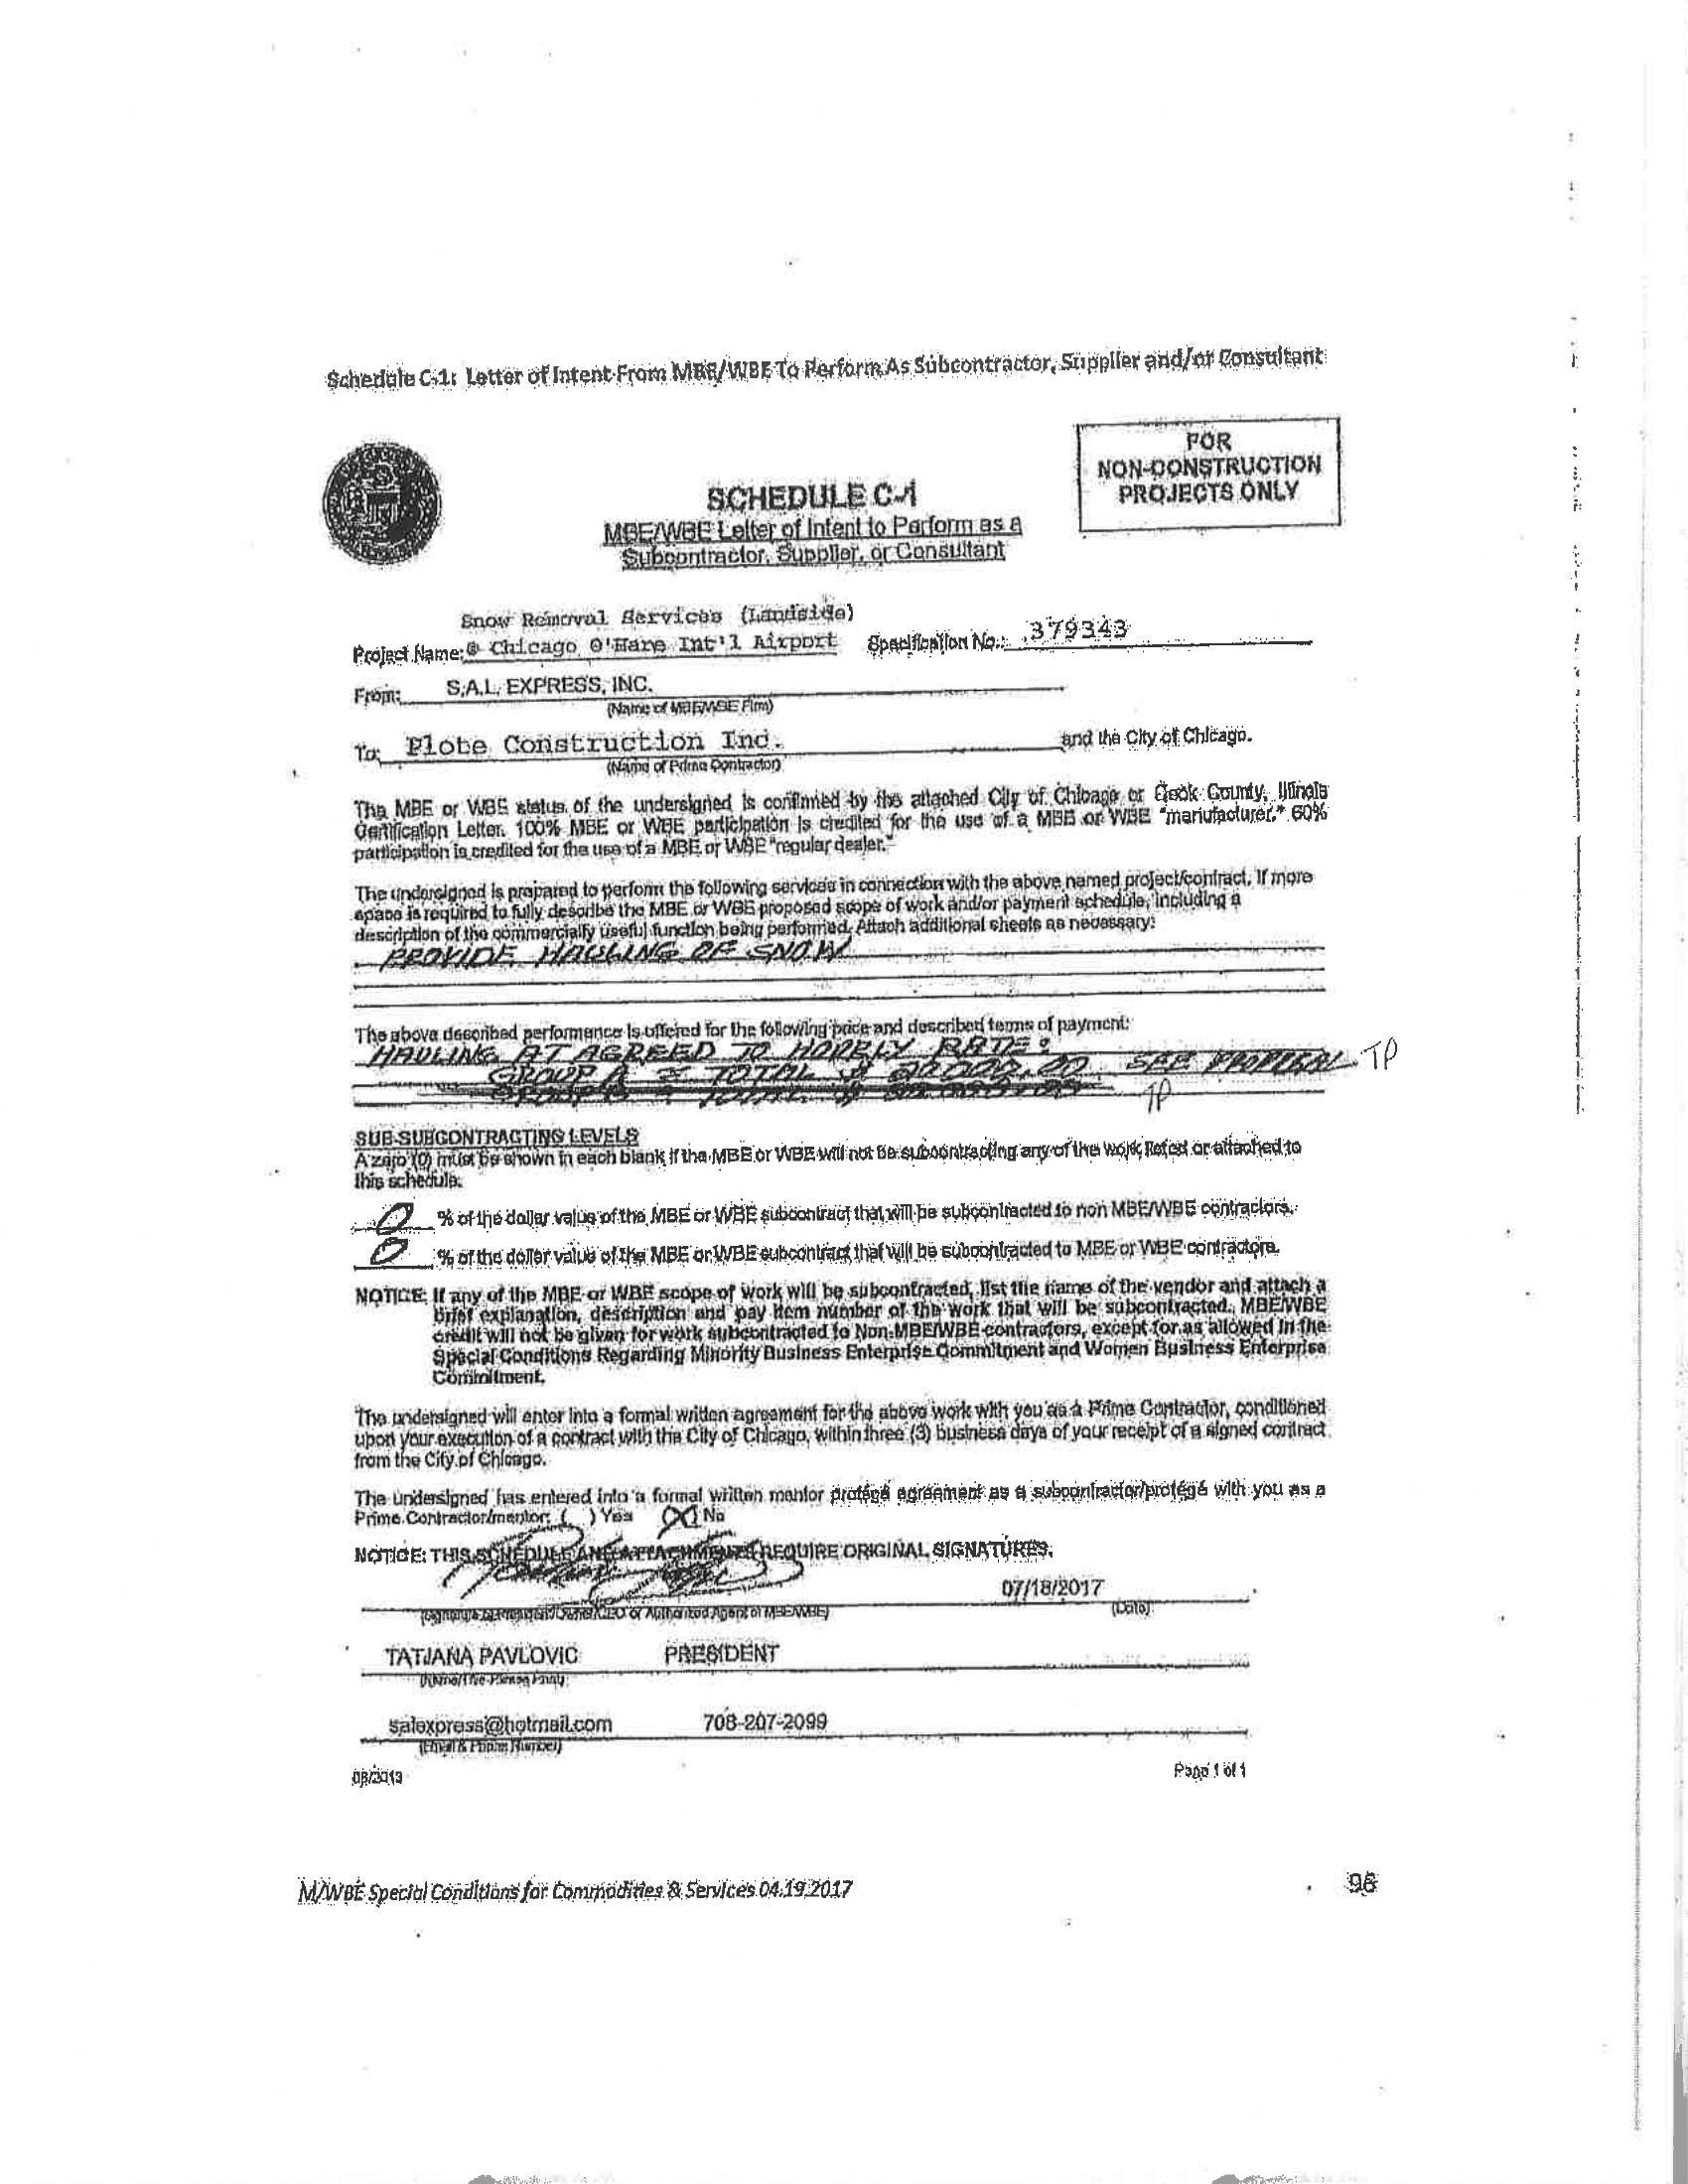 Schedule C-1: Letter of Intent From MBE/WBE To Perform As Subcontractor, Supplier and/or Consultant
FOR
NON-CONSTRUCTION
PROJECTS ONLY
SCHEDULE C-1
MBE/WBE Letter of Intent to Perform as a
Subcontractor, Supplier, or Consultant
Snow Removal Services (Landside)
Project Name: @ Chicago O'Hare Int'l Airport Specification No.: 379343
From: S.A.L. EXPRESS, INC.
(Name of MBE/WBE Firm)
To: Plote Construction Inc. and the City of Chicago.
(Name of Prime Contractor)
The MBE or WBE status of the undersigned is confirmed by the attached City of Chicago or Cook County, Illinois
Certification Letter. 100% MBE or WBE participation is credited for the use of a MBE or WBE "manufacturer." 60%
participation is credited for the use of a MBE or WBE "regular dealer."
The undersigned is prepared to perform the following services in connection with the above named project/contract. If more
space is required to fully describe the MBE or WBE proposed scope of work and/or payment schedule, including a
description of the commercially useful function being performed. Attach additional sheets as necessary:
PROVIDE HAULING OF SNOW
The above described performance is offered for the following price and described terms of payment:
HAULING AT AGREED TO HOURLY RATE:
GROUP A = TOTAL $ SEE PROPOSAL TP
TP
SUB-SUBCONTRACTING LEVELS
A zero (0) must be shown in each blank if the MBE or WBE will not be subcontracting any of the work listed or attached to
this schedule.
0 % of the dollar value of the MBE or WBE subcontract that will be subcontracted to non MBE/WBE contractors.
0 % of the dollar value of the MBE or WBE subcontract that will be subcontracted to MBE or WBE contractors.
NOTICE: If any of the MBE or WBE scope of work will be subcontracted, list the name of the vendor and attach a
brief explanation, description and pay item number of the work that will be subcontracted. MBE/WBE
credit will not be given for work subcontracted to Non-MBE/WBE contractors, except for as allowed in the
Special Conditions Regarding Minority Business Enterprise Commitment and Women Business Enterprise
Commitment.
The undersigned will enter into a formal written agreement for the above work with you as a Prime Contractor, conditioned
upon your execution of a contract with the City of Chicago, within three (3) business days of your receipt of a signed contract
from the City of Chicago.
The undersigned has entered into a formal written mentor protégé agreement as a subcontractor/protégé with you as a
Prime Contractor/mentor: ( ) Yes (X) No
NOTICE: THIS SCHEDULE AND ATTACHMENTS REQUIRE ORIGINAL SIGNATURES.
07/18/2017
(Signature of President/Owner/CEO or Authorized Agent of MBE/WBE) (Date)
TATJANA PAVLOVIC PRESIDENT
(Name/Title-Please Print)
salexpress@hotmail.com 708-207-2099
(Email & Phone Number)
08/2013 Page 1 of 1
M/WBE Special Conditions for Commodities & Services 04.19.2017 96